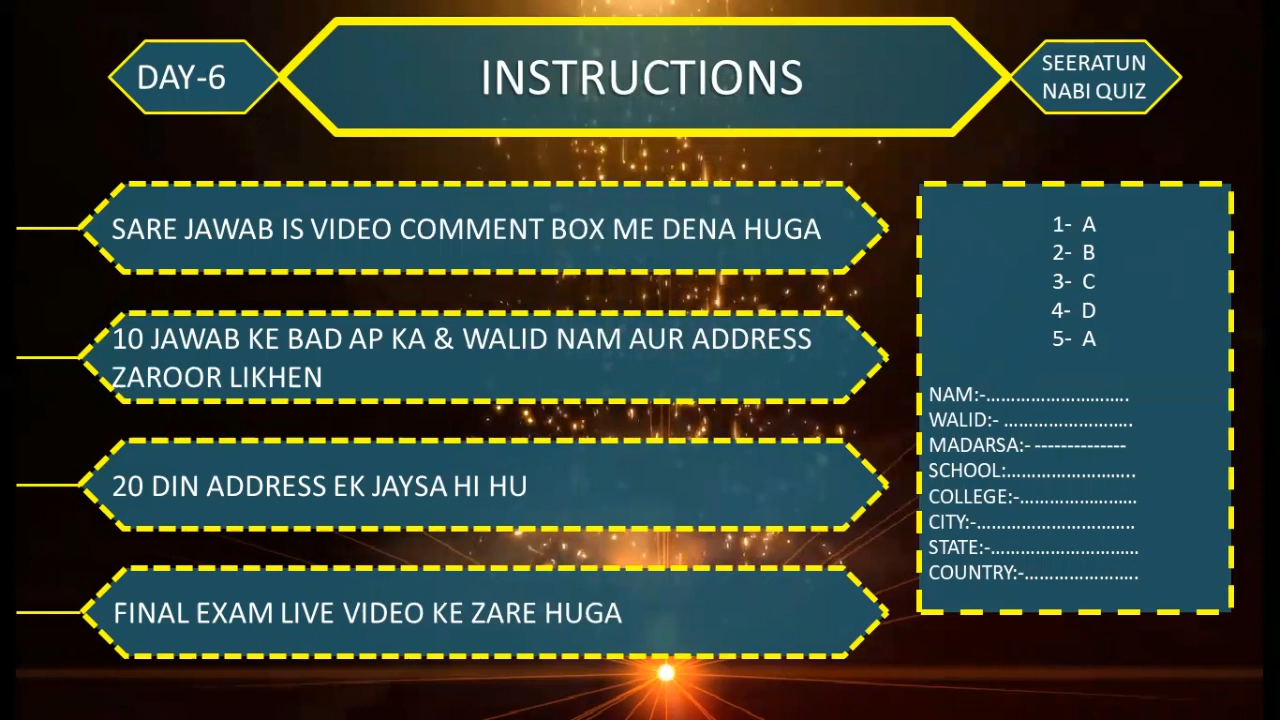 DAY-6
INSTRUCTIONS
SEERATUN
NABI QUIZ
SARE JAWAB IS VIDEO COMMENT BOX ME DENA HUGA
10 JAWAB KE BAD AP KA & WALID NAM AUR ADDRESS
ZAROOR LIKHEN
20 DIN ADDRESS EK JAYSA HI HU
FINAL EXAM LIVE VIDEO KE ZARE HUGA
1- A
2- B
3- C
4- D
5- A
NAM:-..............................
WALID:- ...........................
MADARSA:- --------------
SCHOOL:...........................
COLLEGE:-.........................
CITY:-.................................
STATE:-...............................
COUNTRY:-........................